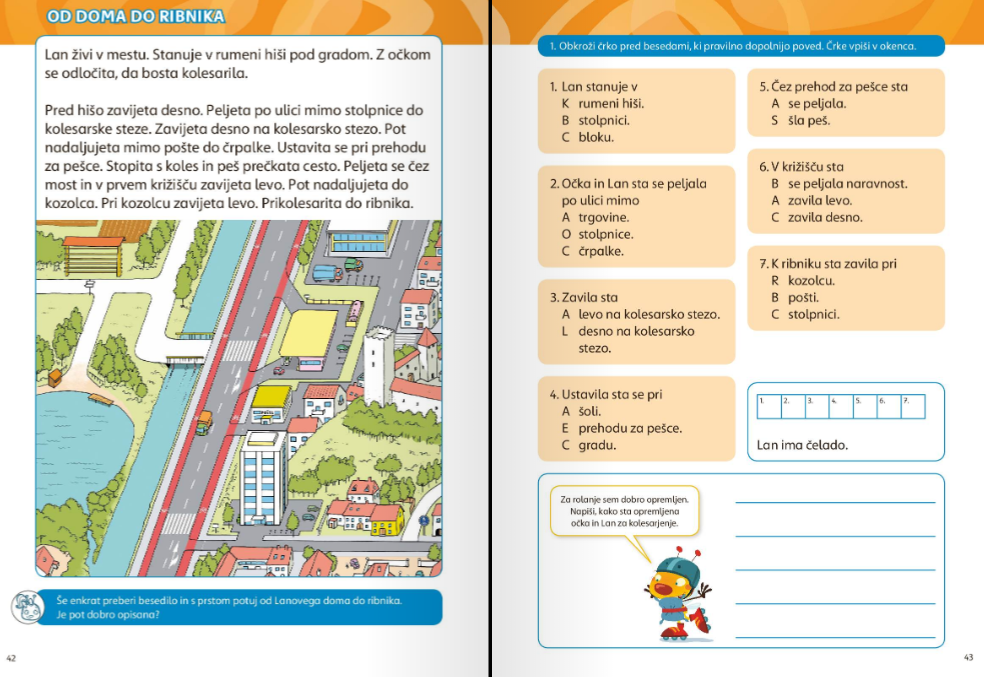 OD DOMA DO RIBNIKA
Lan živi v mestu. Stanuje v rumeni hiši pod gradom. Z očkom
se odločita, da bosta kolesarila.
Pred hišo zavijeta desno. Peljeta po ulici mimo stolpnice do
kolesarske steze. Zavijeta desno na kolesarsko stezo. Pot
nadaljujeta mimo pošte do črpalke. Ustavita se pri prehodu
za pešce. Stopita s koles in peš prečkata cesto. Peljeta se čez
most in v prvem križišču zavijeta levo. Pot nadaljujeta do
kozolca. Pri kozolcu zavijeta levo. Prikolesarita do ribnika.
Še enkrat preberi besedilo in s prstom potuj od Lanovega doma do ribnika.
Je pot dobro opisana?
42
1. Obkroži črko pred besedami, ki pravilno dopolnijo poved. Črke vpiši v okenca.
1. Lan stanuje v
K rumeni hiši.
B stolpnici.
C bloku.
2. Očka in Lan sta se peljala
po ulici mimo
A trgovine.
O stolpnice.
C črpalke.
3. Zavila sta
A levo na kolesarsko stezo.
L desno na kolesarsko
stezo.
4. Ustavila sta se pri
A šoli.
E prehodu za pešce.
C gradu.
5. Čez prehod za pešce sta
A se peljala.
S šla peš.
6. V križišču sta
B se peljala naravnost.
A zavila levo.
C zavila desno.
7. K ribniku sta zavila pri
R kozolcu.
B pošti.
C stolpnici.
1. 2. 3. 4. 5. 6. 7.
Lan ima čelado.
Za rolanje sem dobro opremljen.
Napiši, kako sta opremljena
očka in Lan za kolesarjenje.
43